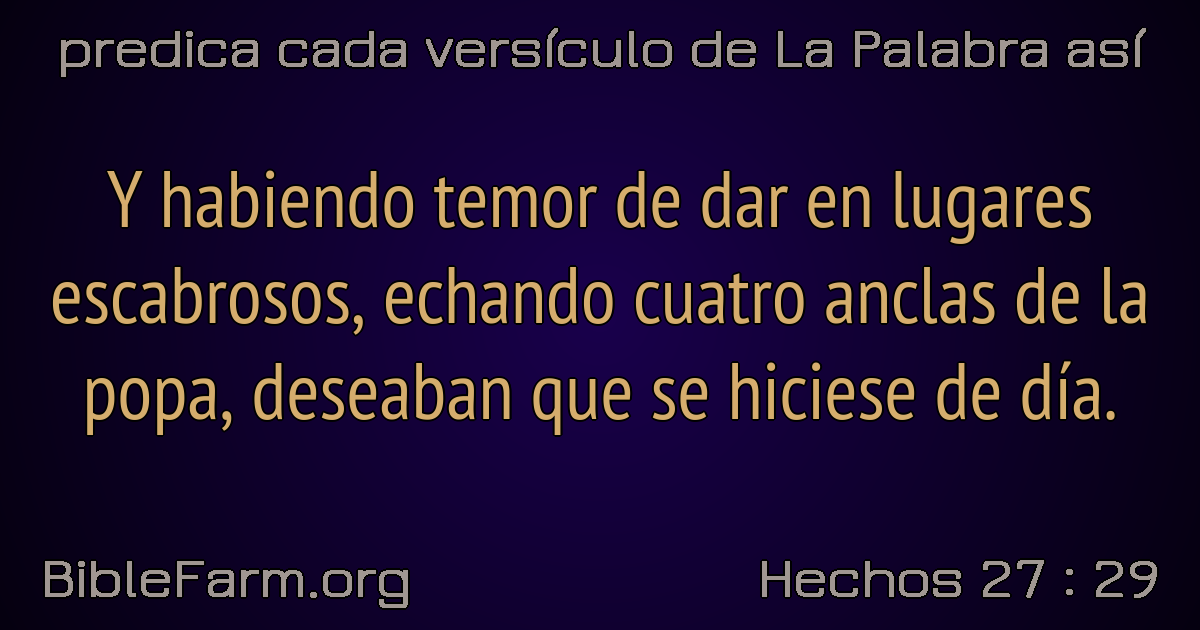 predica cada versículo de La Palabra así
Y habiendo temor de dar en lugares
escabrosos, echando cuatro anclas de la
popa, deseaban que se hiciese de día.
BibleFarm.org
Hechos 27 : 29